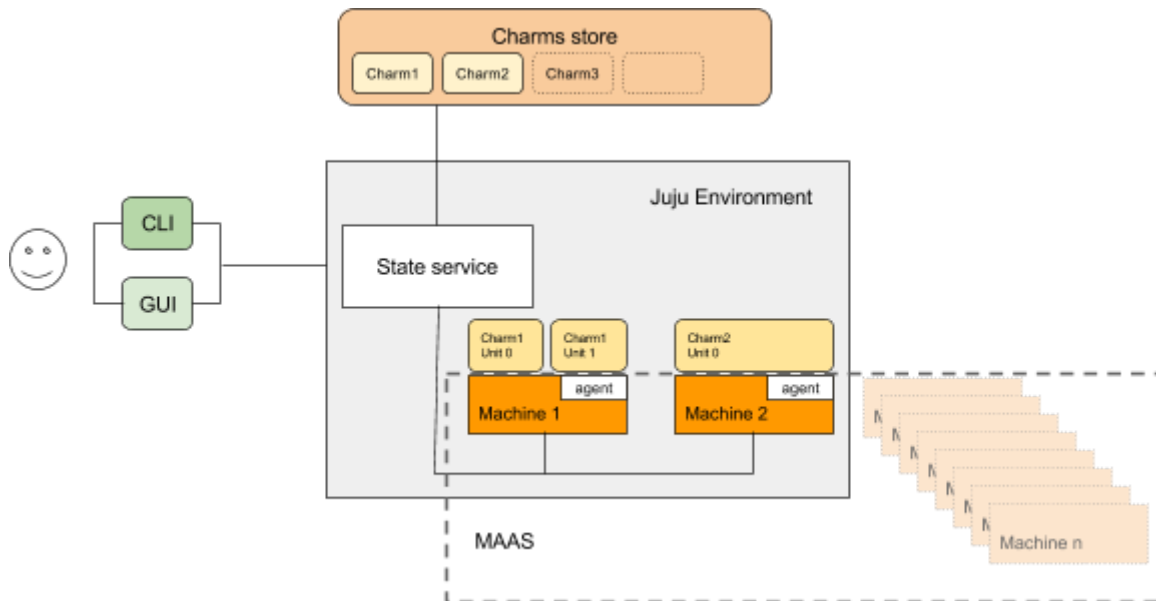 Charms store
Charm1
Charm2
Charm3
Juju Environment
CLI
State service
GUI
Charm1
Unit 0
Charm1
Unit 1
Charm2
Unit 0
agent
Machine 1
agent
Machine 2
M
M
M
M
M
M
M
Machine n
MAAS